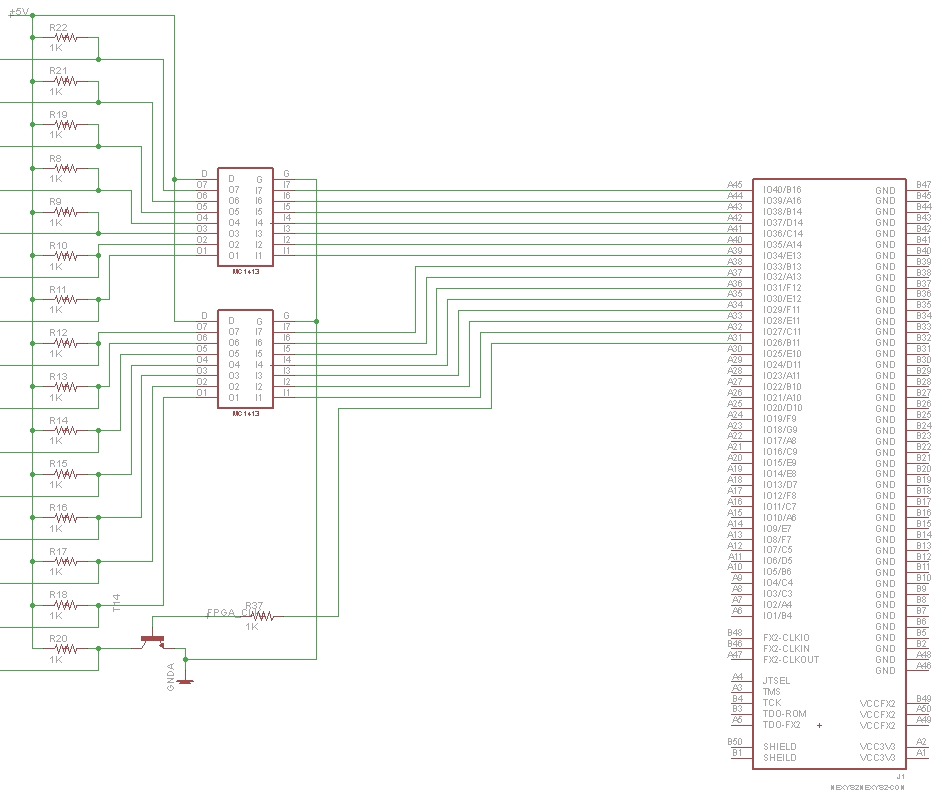 +5V
R22
1K
R21
1K
R19
1K
R8
1K
R9
1K
R10
1K
R11
1K
R12
1K
R13
1K
R14
1K
R15
1K
R16
1K
R17
1K
R18
1K
R20
1K
T14
FPGA_CL
R37
1K
GNDA
D D G G
O7 O7 I7 I7
O6 O6 I6 I6
O5 O5 I5 I5
O4 O4 I4 I4
O3 O3 I3 I3
O2 O2 I2 I2
O1 O1 I1 I1
MC1413
D D G G
O7 O7 I7 I7
O6 O6 I6 I6
O5 O5 I5 I5
O4 O4 I4 I4
O3 O3 I3 I3
O2 O2 I2 I2
O1 O1 I1 I1
MC1413
A45 IO40/B16 GND B47
A44 IO39/A16 GND B45
A43 IO38/B14 GND B44
A42 IO37/D14 GND B43
A41 IO36/C14 GND B42
A40 IO35/A14 GND B41
A39 IO34/E13 GND B40
A38 IO33/B13 GND B39
A37 IO32/A13 GND B38
A36 IO31/F12 GND B37
A35 IO30/E12 GND B36
A34 IO29/F11 GND B35
A33 IO28/E11 GND B34
A32 IO27/C11 GND B33
A31 IO26/B11 GND B32
A30 IO25/E10 GND B31
A29 IO24/D11 GND B30
A28 IO23/A11 GND B29
A27 IO22/B10 GND B28
A26 IO21/A10 GND B27
A25 IO20/D10 GND B26
A24 IO19/F9 GND B25
A23 IO18/G9 GND B24
A22 IO17/A8 GND B23
A21 IO16/C9 GND B22
A20 IO15/E9 GND B21
A19 IO14/E8 GND B20
A18 IO13/D7 GND B19
A17 IO12/F8 GND B18
A16 IO11/C7 GND B17
A15 IO10/A6 GND B16
A14 IO9/E7 GND B15
A13 IO8/F7 GND B14
A12 IO7/C5 GND B13
A11 IO6/D5 GND B12
A10 IO5/B6 GND B11
A9 IO4/C4 GND B10
A8 IO3/C3 GND B9
A7 IO2/A4 GND B8
A6 IO1/B4 GND B7
GND B6
B48 FX2-CLKIO GND B5
B46 FX2-CLKIN GND B2
A47 FX2-CLKOUT GND A48
GND A46
A4 JTSEL
A3 TMS
B4 TCK VCCFX2 B49
B3 TDO-ROM VCCFX2 A50
A5 TDO-FX2 VCCFX2 A49
B50 SHIELD VCC3V3 A2
B1 SHEILD VCC3V3 A1
J1
NEXYS2NEXYS2-CON